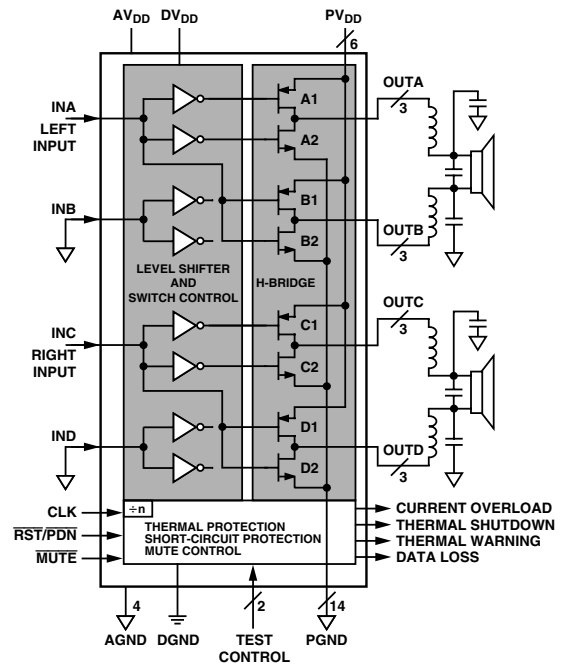 AVDD DVDD PVDD
6
OUTA
3
A1
INA
LEFT
INPUT
A2
B1
INB
B2
OUTB
3
LEVEL SHIFTER
AND
SWITCH CONTROL
H-BRIDGE
OUTC
3
C1
INC
RIGHT
INPUT
C2
D1
IND
D2
OUTD
3
CLK
÷n
RST/PDN
MUTE
THERMAL PROTECTION
SHORT-CIRCUIT PROTECTION
MUTE CONTROL
CURRENT OVERLOAD
THERMAL SHUTDOWN
THERMAL WARNING
DATA LOSS
4 2 14
AGND DGND TEST
CONTROL PGND